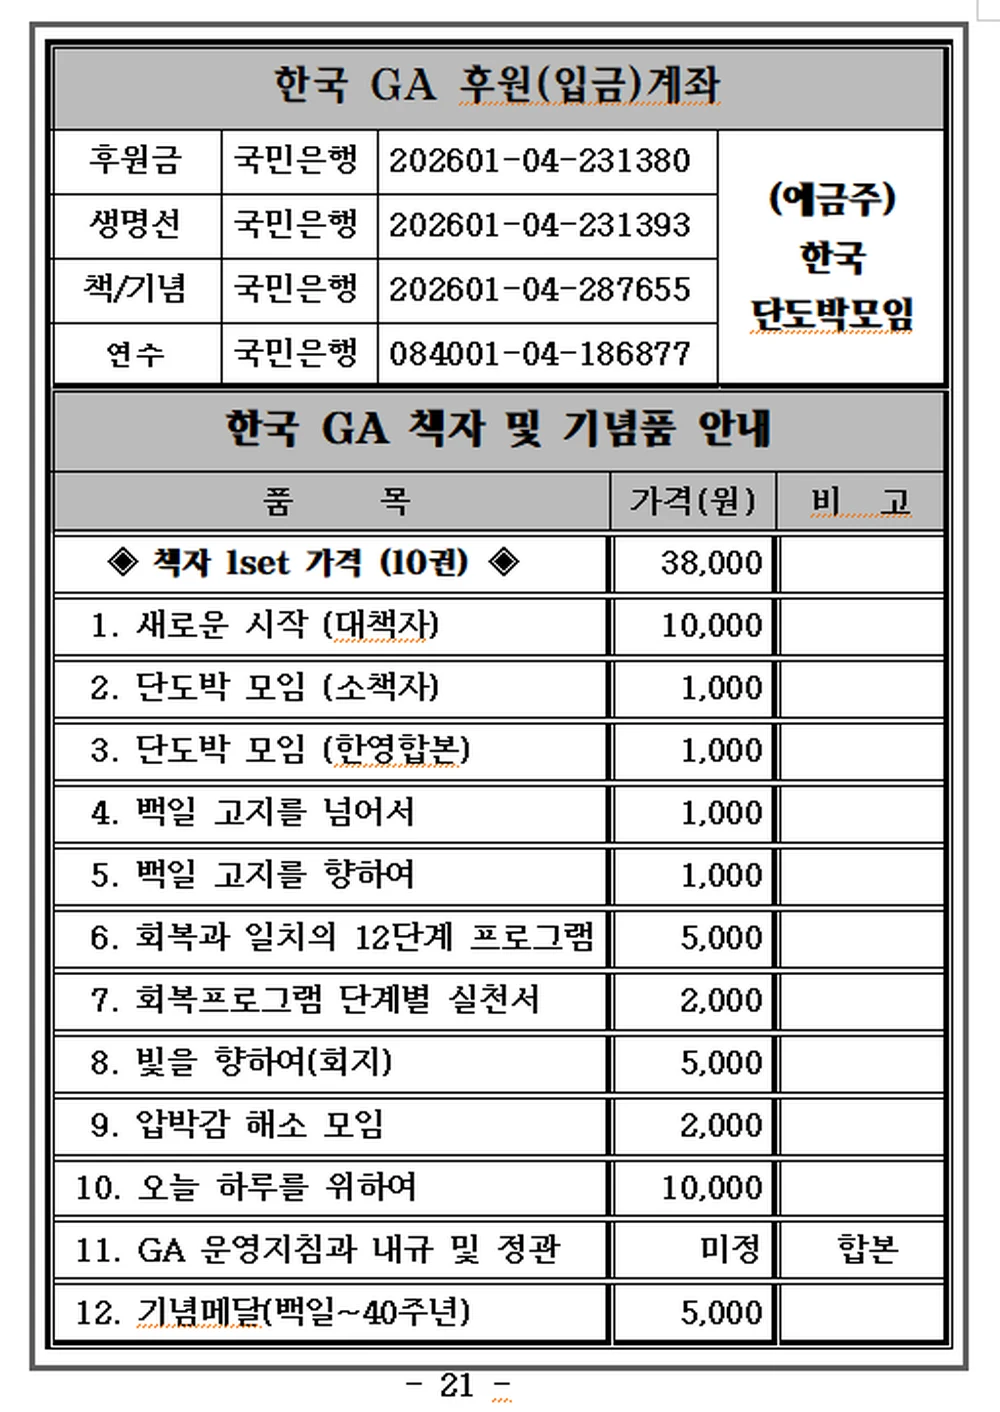 한국 GA 후원(입금)계좌
후원금 국민은행 202601-04-231380
생명선 국민은행 202601-04-231393
책/기념 국민은행 202601-04-287655
연수 국민은행 084001-04-186877
(예금주)
한국
단도박모임
한국 GA 책자 및 기념품 안내
품 목 가격(원) 비 고
◈ 책자 1set 가격 (10권) ◈ 38,000
1. 새로운 시작 (대책자) 10,000
2. 단도박 모임 (소책자) 1,000
3. 단도박 모임 (한영합본) 1,000
4. 백일 고지를 넘어서 1,000
5. 백일 고지를 향하여 1,000
6. 회복과 일치의 12단계 프로그램 5,000
7. 회복프로그램 단계별 실천서 2,000
8. 빛을 향하여(회지) 5,000
9. 압박감 해소 모임 2,000
10. 오늘 하루를 위하여 10,000
11. GA 운영지침과 내규 및 정관 미정 합본
12. 기념메달(백일~40주년) 5,000
- 21 -